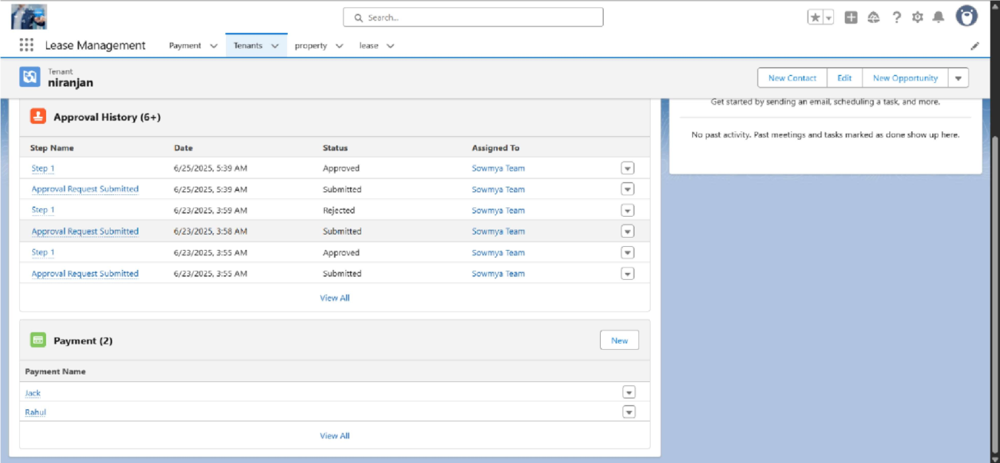 Search...
Lease Management Payment Tenants property lease
Tenant
niranjan
New Contact Edit New Opportunity
Get started by sending an email, scheduling a task, and more.
No past activity. Past meetings and tasks marked as done show up here.
Approval History (6+)
Step Name Date Status Assigned To
Step 1 6/25/2025, 5:39 AM Approved Sowmya Team
Approval Request Submitted 6/25/2025, 5:39 AM Submitted Sowmya Team
Step 1 6/23/2025, 3:59 AM Rejected Sowmya Team
Approval Request Submitted 6/23/2025, 3:58 AM Submitted Sowmya Team
Step 1 6/23/2025, 3:55 AM Approved Sowmya Team
Approval Request Submitted 6/23/2025, 3:55 AM Submitted Sowmya Team
View All
Payment (2) New
Payment Name
Jack
Rahul
View All